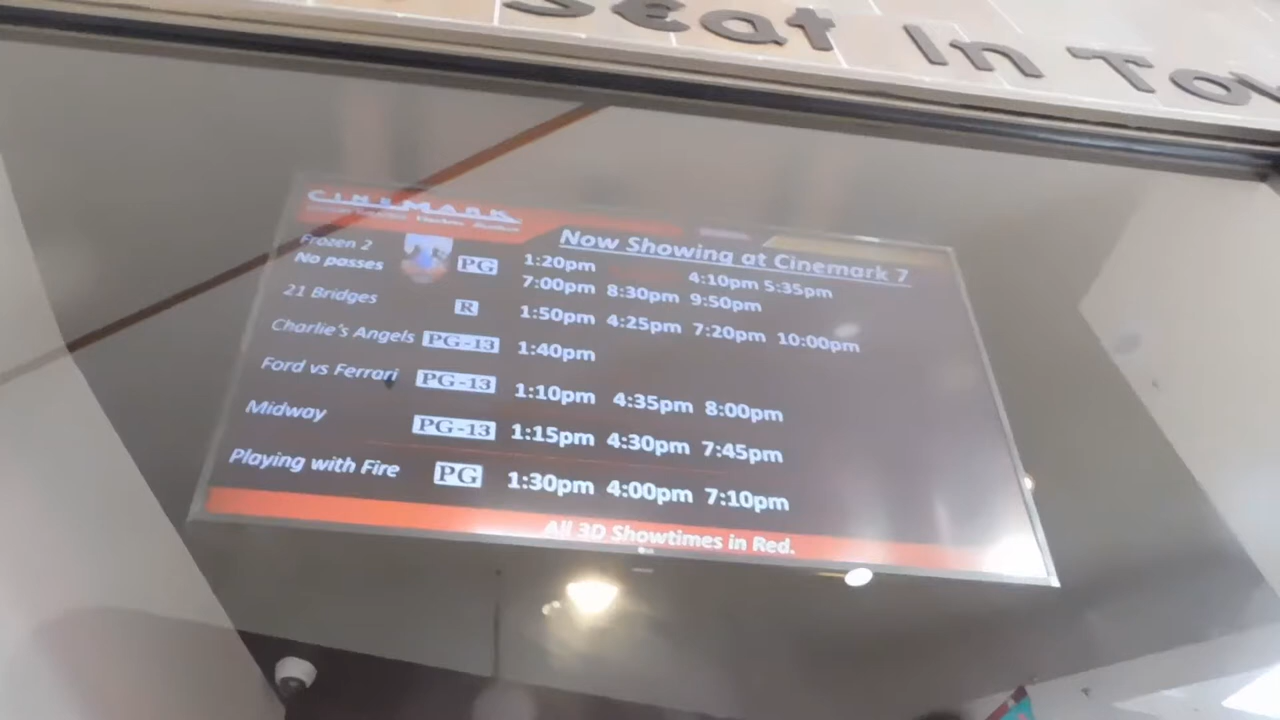 Seat In Tow
CINEMARK
Now Showing at Cinemark 7
Frozen 2
No passes
PG 1:20pm 4:10pm 5:35pm
7:00pm 8:30pm 9:50pm
21 Bridges R 1:50pm 4:25pm 7:20pm 10:00pm
Charlie's Angels PG-13 1:40pm
Ford vs Ferrari PG-13 1:10pm 4:35pm 8:00pm
Midway PG-13 1:15pm 4:30pm 7:45pm
Playing with Fire PG 1:30pm 4:00pm 7:10pm
All 3D Showtimes in Red.